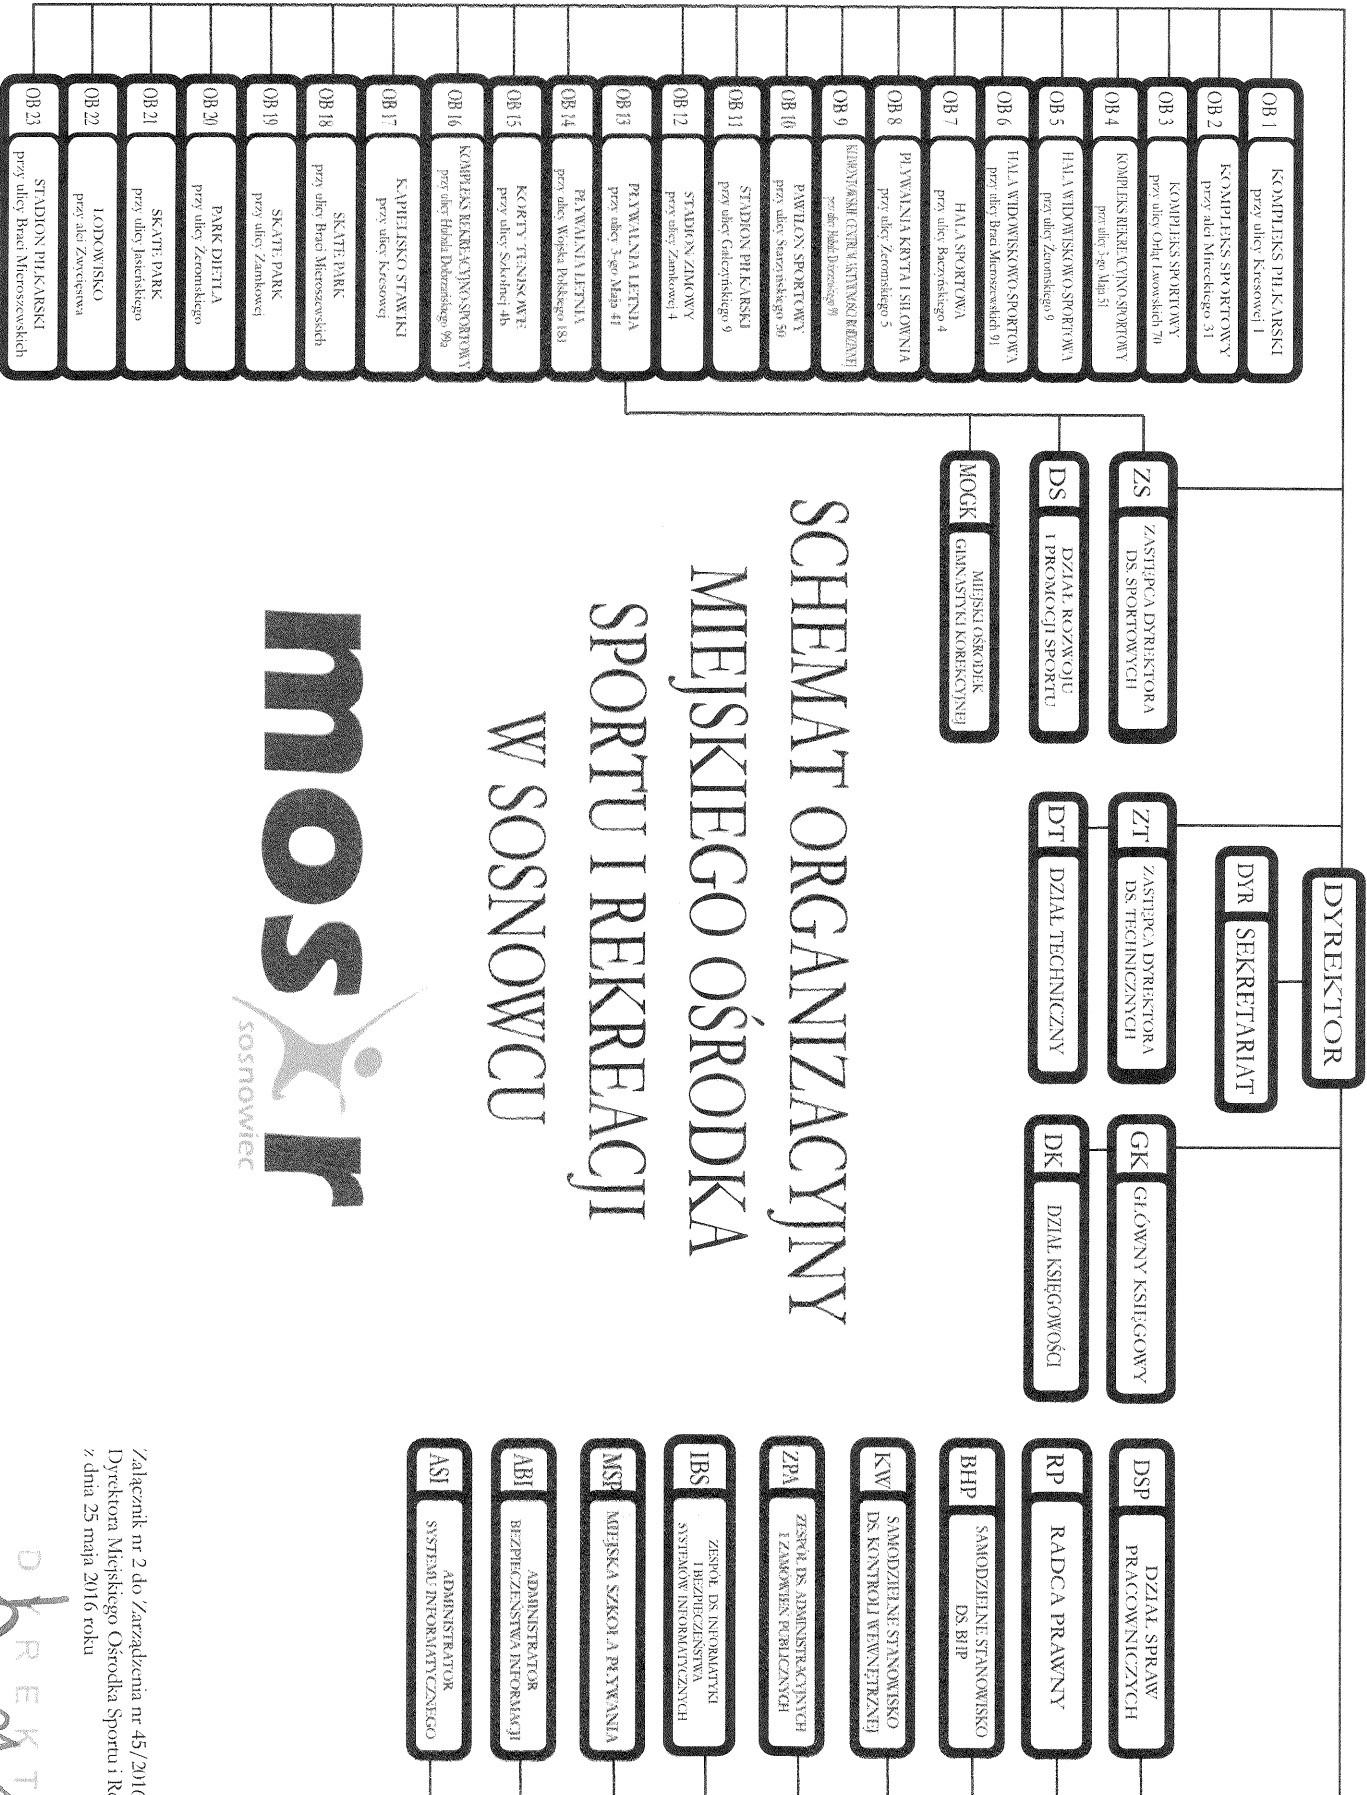 DYREKTOR
DYR
SEKRETARIAT
ZS
ZASTĘPCA DYREKTORA
DS. SPORTOWYCH
DS
DZIAŁ ROZWOJU
I PROMOCJI SPORTU
MOGK
MIEJSKI OŚRODEK
GIMNASTYKI KOREKCYJNEJ
ZT
ZASTĘPCA DYREKTORA
DS. TECHNICZNYCH
DT
DZIAŁ TECHNICZNY
GK
GŁÓWNY KSIĘGOWY
DK
DZIAŁ KSIĘGOWOŚCI
DSP
DZIAŁ SPRAW
PRACOWNICZYCH
RP
RADCA PRAWNY
BHP
SAMODZIELNE STANOWISKO
DS. BHP
KW
SAMODZIELNE STANOWISKO
DS. KONTROLI WEWNĘTRZNEJ
ZPA
ZESPÓŁ DS. ADMINISTRACYJNYCH
I ZAMÓWIEŃ PUBLICZNYCH
IBS
ZESPÓŁ DS. INFORMATYKI
I BEZPIECZEŃSTWA
SYSTEMÓW INFORMATYCZNYCH
MSP
MIEJSKA SZKOŁA PŁYWANIA
ABI
ADMINISTRATOR
BEZPIECZEŃSTWA INFORMACJI
ASI
ADMINISTRATOR
SYSTEMU INFORMATYCZNEGO
OB 1
KOMPLEKS PIŁKARSKI
przy ulicy Kresowej 1
OB 2
KOMPLEKS SPORTOWY
przy alei Mireckiego 31
OB 3
KOMPLEKS SPORTOWY
przy ulicy Orląt Lwowskich 70
OB 4
KOMPLEKS REKREACYJNO-SPORTOWY
przy ulicy 3-go Maja 51
OB 5
HALA WIDOWISKOWO-SPORTOWA
przy ulicy Żeromskiego 9
OB 6
HALA WIDOWISKOWO-SPORTOWA
przy ulicy Braci Mieroszewskich 91
OB 7
HALA SPORTOWA
przy ulicy Baczyńskiego 4
OB 8
PŁYWALNIA KRYTA I SIŁOWNIA
przy ulicy Żeromskiego 5
OB 9
KLIMONTOWSKIE CENTRUM AKTYWNOŚCI RODZINNEJ
przy ulicy Hubala Dobrzańskiego 99
OB 10
PAWILON SPORTOWY
przy ulicy Starzyńskiego 50
OB 11
STADION PIŁKARSKI
przy ulicy Gałczyńskiego 9
OB 12
STADION ZIMOWY
przy ulicy Zamkowej 4
OB 13
PŁYWALNIA LETNIA
przy ulicy 3-ego Maja 41
OB 14
PŁYWALNIA LETNIA
przy ulicy Wojska Polskiego 183
OB 15
KORTY TENISOWE
przy ulicy Szkolnej 4b
OB 16
KOMPLEKS REKREACYJNO-SPORTOWY
przy ulicy Hubala Dobrzańskiego 99a
OB 17
KĄPIELISKO STAWIKI
przy ulicy Kresowej
OB 18
SKATE PARK
przy ulicy Braci Mieroszewskich
OB 19
SKATE PARK
przy ulicy Zamkowej
OB 20
PARK DIETLA
przy ulicy Żeromskiego
OB 21
SKATE PARK
przy ulicy Jasieńskiego
OB 22
LODOWISKO
przy alei Zwycięstwa
OB 23
STADION PIŁKARSKI
przy ulicy Braci Mieroszewskich
SCHEMAT ORGANIZACYJNY
MIEJSKIEGO OŚRODKA
SPORTU I REKREACJI
W SOSNOWCU
mosir
sosnowiec
Załącznik nr 2 do Zarządzenia nr 45/2016
Dyrektora Miejskiego Ośrodka Sportu i
z dnia 25 maja 2016 roku